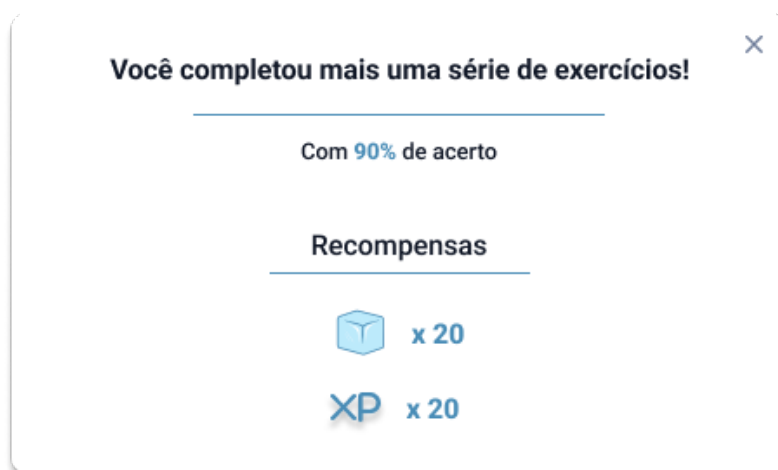 Você completou mais uma série de exercícios!
Com 90% de acerto
Recompensas
x 20
XP x 20